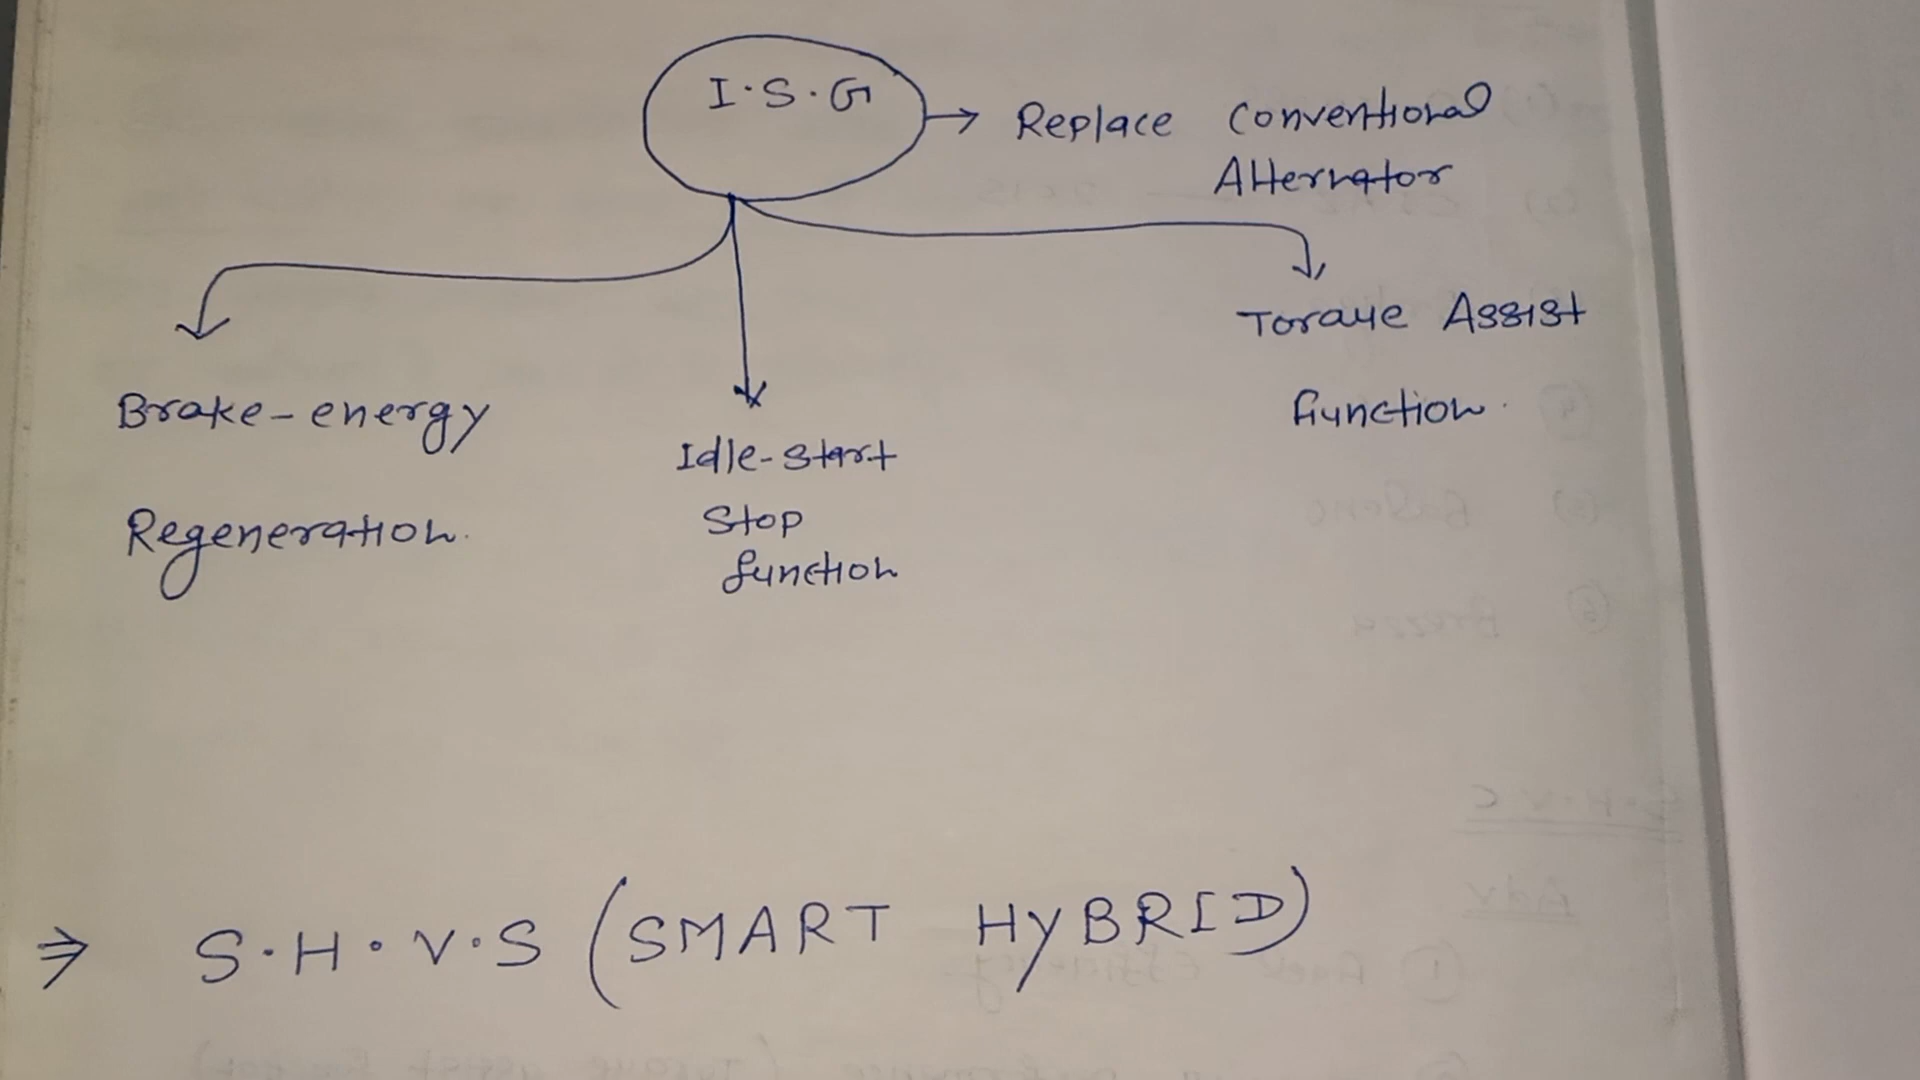 I.S.G
→ Replace Conventional
Alternator
Brake-energy
Regeneration.
Idle-start
Stop
function
Torque Assist
function.
⇒ S.H.V.S (SMART HYBRID)